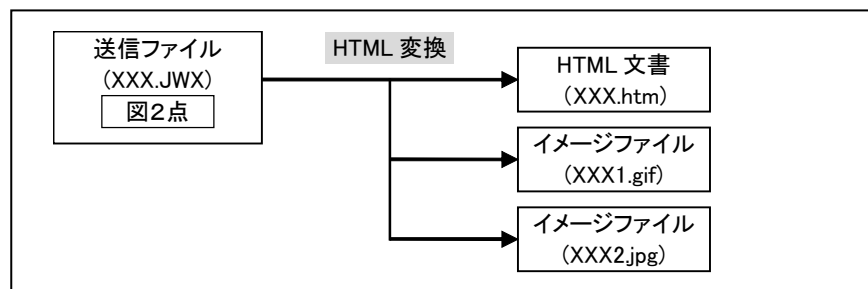 送信ファイル
(XXX.JWX)
図2点
HTML 変換
HTML 文書
(XXX.htm)
イメージファイル
(XXX1.gif)
イメージファイル
(XXX2.jpg)